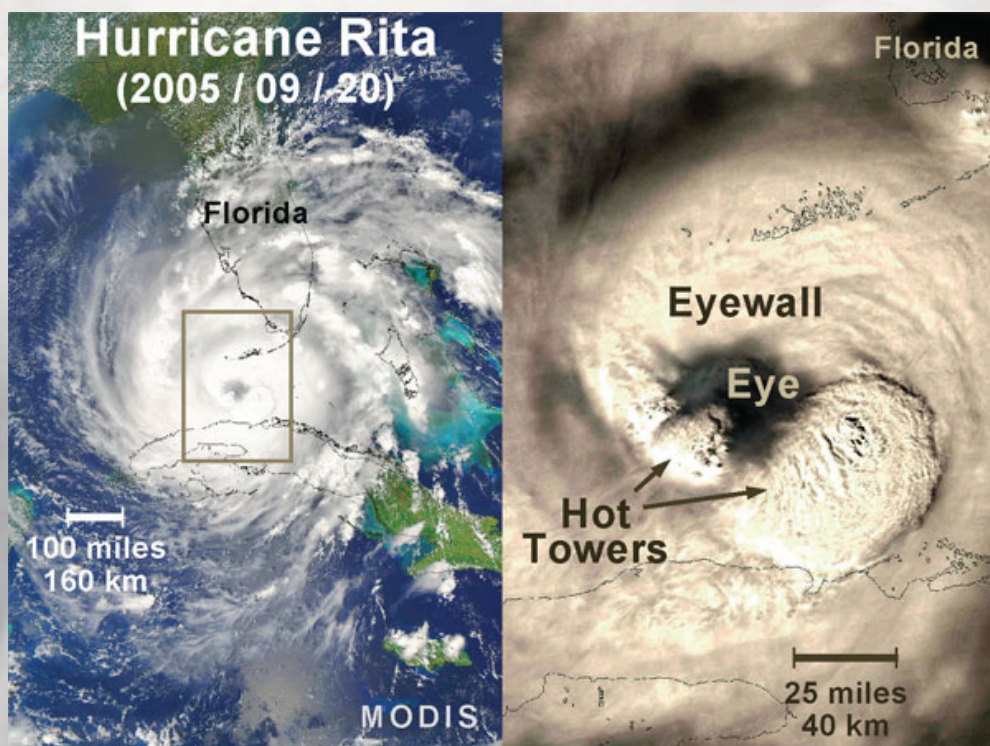 Hurricane Rita
(2005 / 09 / 20)
Florida
100 miles
160 km
MODIS
Florida
Eyewall
Eye
Hot
Towers
25 miles
40 km